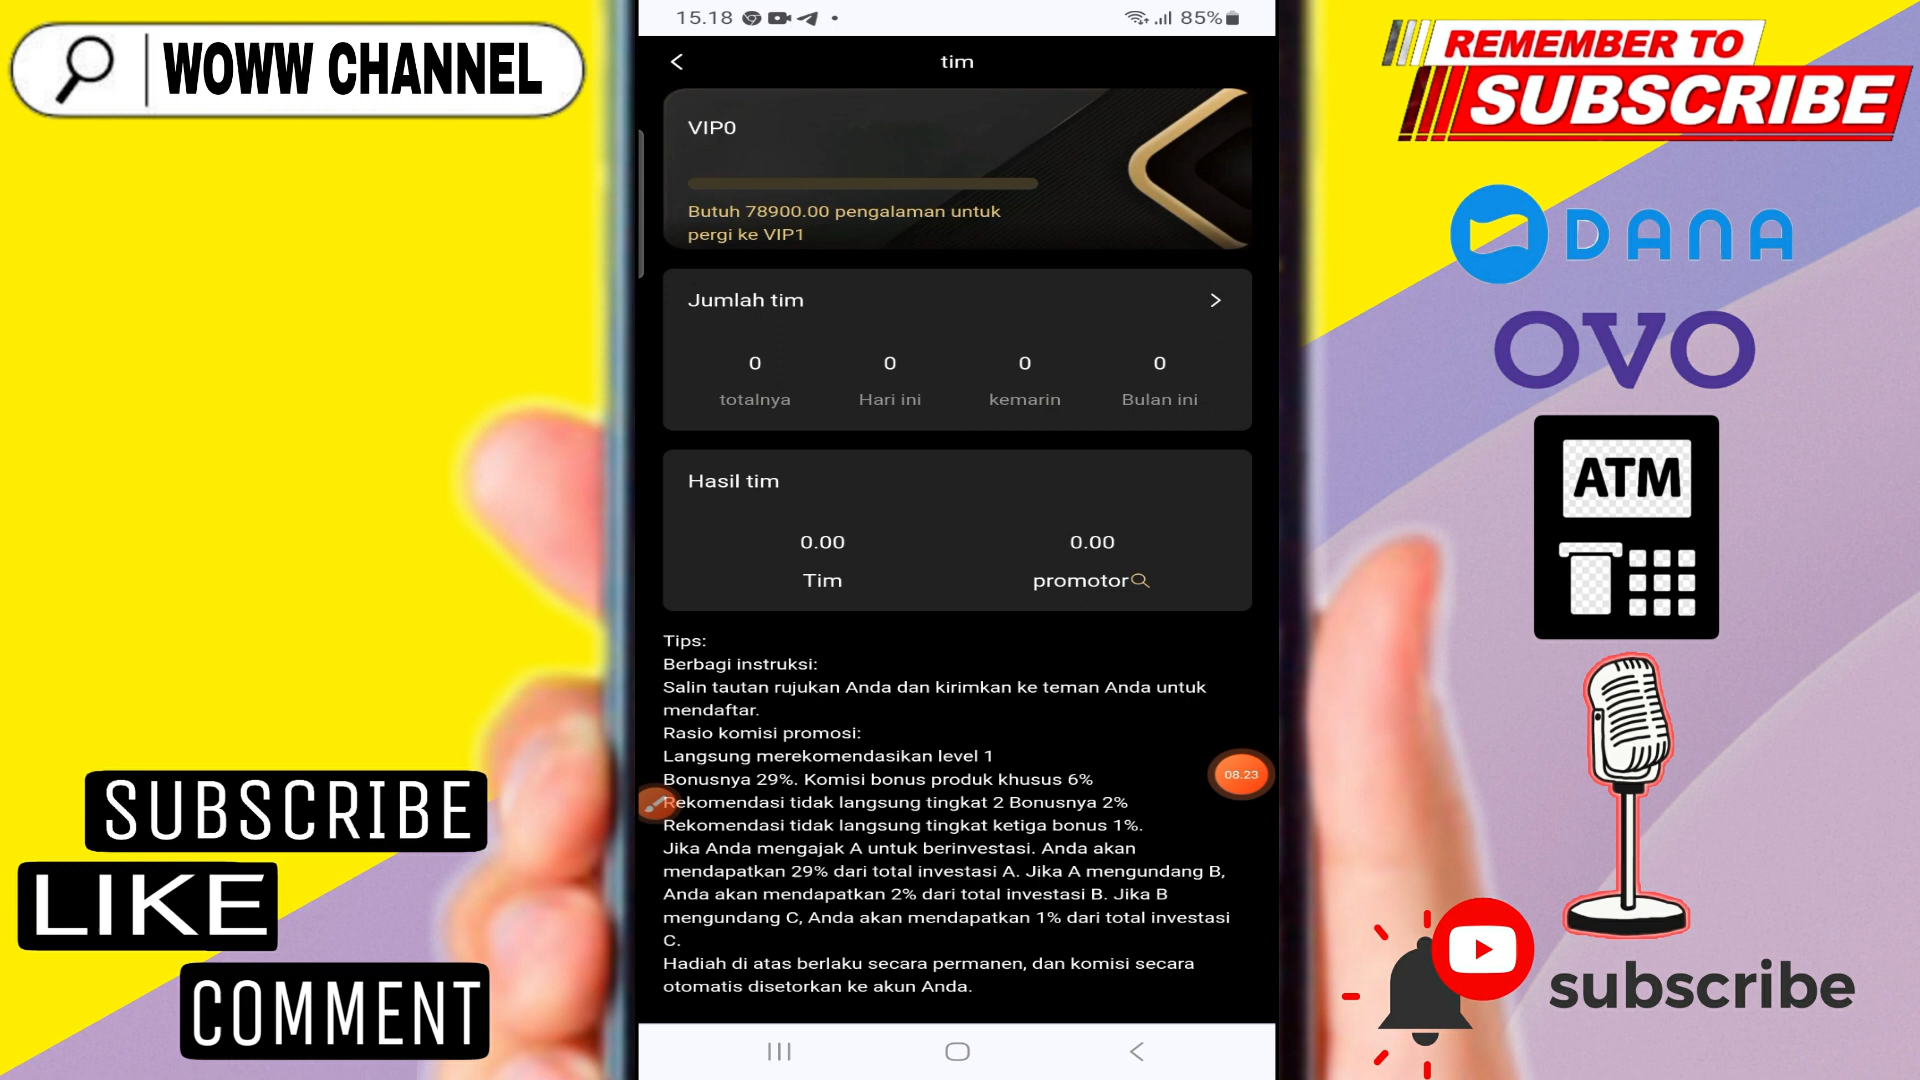 WOWW CHANNEL
15.18
85%
tim
VIP0
Butuh 78900.00 pengalaman untuk
pergi ke VIP1
Jumlah tim
0 0 0 0
totalnya Hari ini kemarin Bulan ini
Hasil tim
0.00 0.00
Tim promotor
Tips:
Berbagi instruksi:
Salin tautan rujukan Anda dan kirimkan ke teman Anda untuk
mendaftar.
Rasio komisi promosi:
Langsung merekomendasikan level 1
Bonusnya 29%. Komisi bonus produk khusus 6%
Rekomendasi tidak langsung tingkat 2 Bonusnya 2%
Rekomendasi tidak langsung tingkat ketiga bonus 1%.
Jika Anda mengajak A untuk berinvestasi. Anda akan
mendapatkan 29% dari total investasi A. Jika A mengundang B,
Anda akan mendapatkan 2% dari total investasi B. Jika B
mengundang C, Anda akan mendapatkan 1% dari total investasi
C.
Hadiah di atas berlaku secara permanen, dan komisi secara
otomatis disetorkan ke akun Anda.
08.23
SUBSCRIBE
LIKE
COMMENT
REMEMBER TO
SUBSCRIBE
DANA
OVO
ATM
subscribe